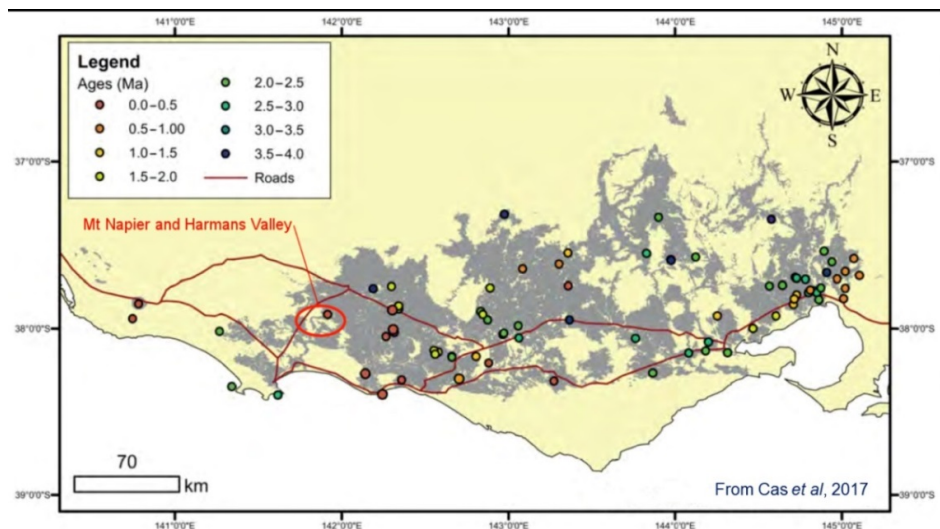 141°0'0"S
142°0'0"S
143°0'0"S
144°0'0"S
145°0'0"S
Legend
Ages (Ma)
0.0–0.5
0.5–1.00
1.0–1.5
1.5–2.0
2.0–2.5
2.5–3.0
3.0–3.5
3.5–4.0
Roads
N
W
E
S
37°0'0"S
37°0'0"S
Mt Napier and Harmans Valley
38°0'0"S
38°0'0"S
70
km
39°0'0"S
39°0'0"S
From Cas et al, 2017
141°0'0"S
142°0'0"S
143°0'0"S
144°0'0"S
145°0'0"S